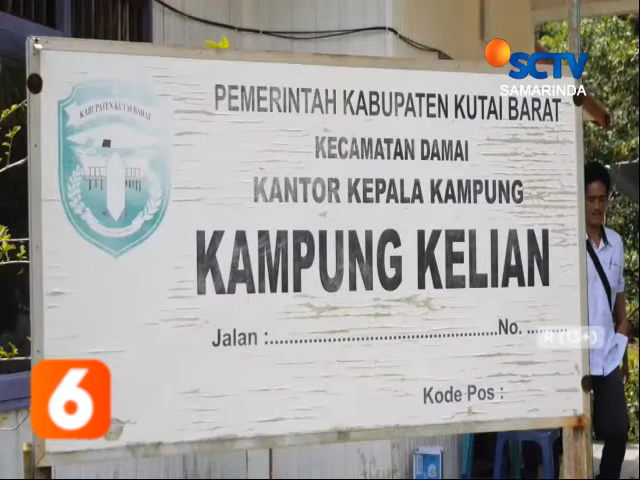 SCTV
SAMARINDA
KABUPATEN KUTAI BARAT
PEMERINTAH KABUPATEN KUTAI BARAT
KECAMATAN DAMAI
KANTOR KEPALA KAMPUNG
KAMPUNG KELIAN
Jalan :..................................................No. ..........
R (13+)
Kode Pos :
6